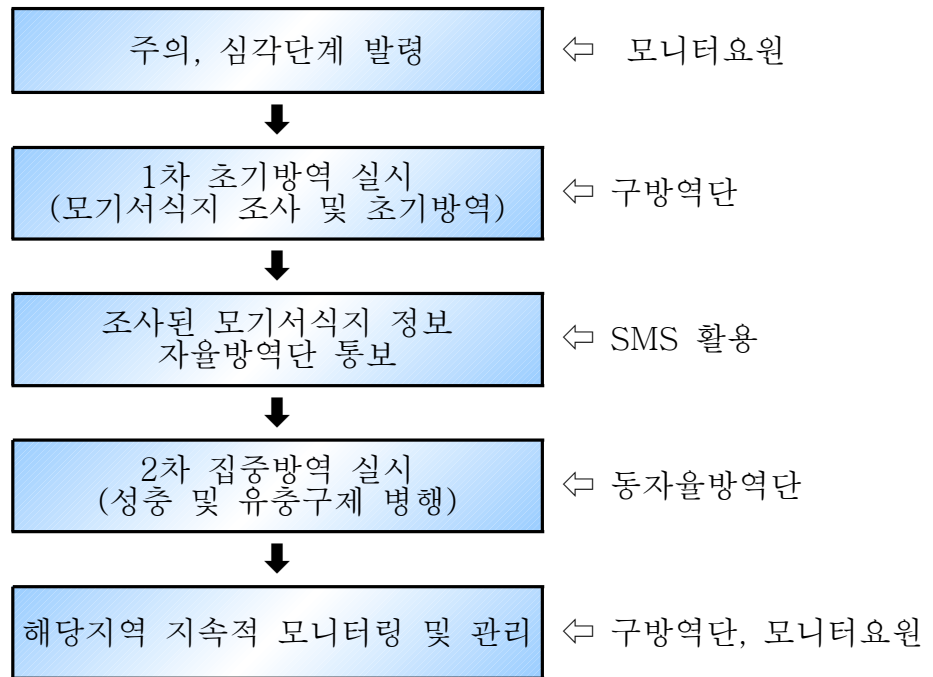 주의, 심각단계 발령
⇦ 모니터요원
1차 초기방역 실시
(모기서식지 조사 및 초기방역)
⇦ 구방역단
조사된 모기서식지 정보
자율방역단 통보
⇦ SMS 활용
2차 집중방역 실시
(성충 및 유충구제 병행)
⇦ 동자율방역단
해당지역 지속적 모니터링 및 관리
⇦ 구방역단, 모니터요원